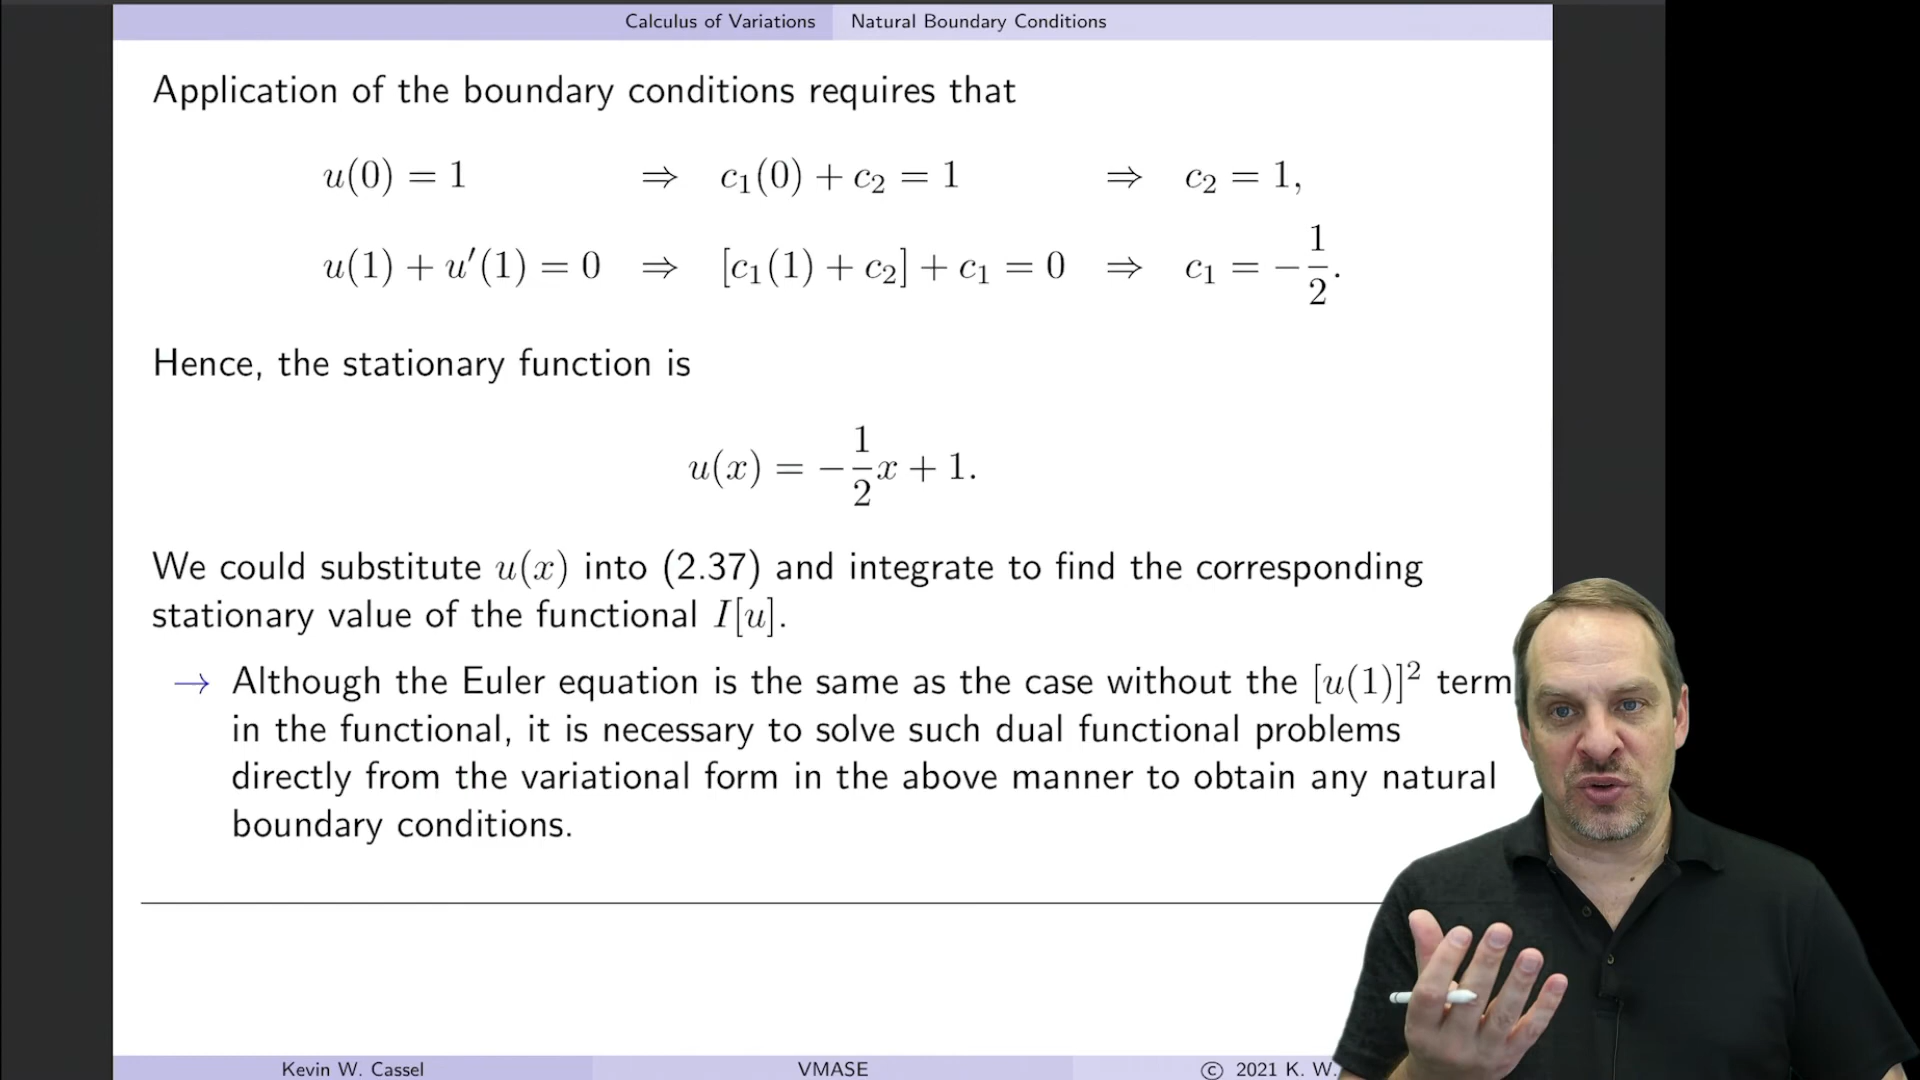 Calculus of Variations Natural Boundary Conditions
Application of the boundary conditions requires that
u(0) = 1 ⇒ c₁(0) + c₂ = 1 ⇒ c₂ = 1,
u(1) + u′(1) = 0 ⇒ [c₁(1) + c₂] + c₁ = 0 ⇒ c₁ = −1/2.
Hence, the stationary function is
u(x) = −1/2x + 1.
We could substitute u(x) into (2.37) and integrate to find the corresponding
stationary value of the functional I[u].
→ Although the Euler equation is the same as the case without the [u(1)]² term
in the functional, it is necessary to solve such dual functional problems
directly from the variational form in the above manner to obtain any natural
boundary conditions.
Kevin W. Cassel VMASE © 2021 K. W.